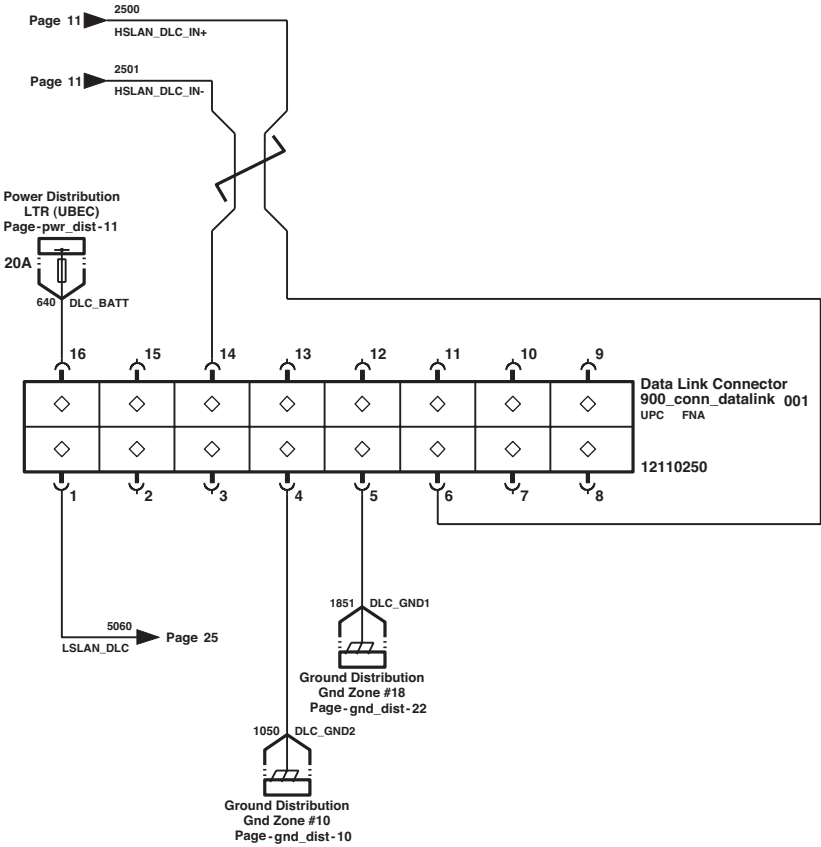 2500
Page 11
HSLAN_DLC_IN+
2501
Page 11
HSLAN_DLC_IN-
Power Distribution
LTR (UBEC)
Page-pwr_dist-11
20A
640 DLC_BATT
16 15 14 13 12 11 10 9
Data Link Connector
900_conn_datalink 001
UPC FNA
12110250
1 2 3 4 5 6 7 8
1851 DLC_GND1
5060
Page 25
LSLAN_DLC
Ground Distribution
Gnd Zone #18
Page-gnd_dist-22
1050 DLC_GND2
Ground Distribution
Gnd Zone #10
Page-gnd_dist-10